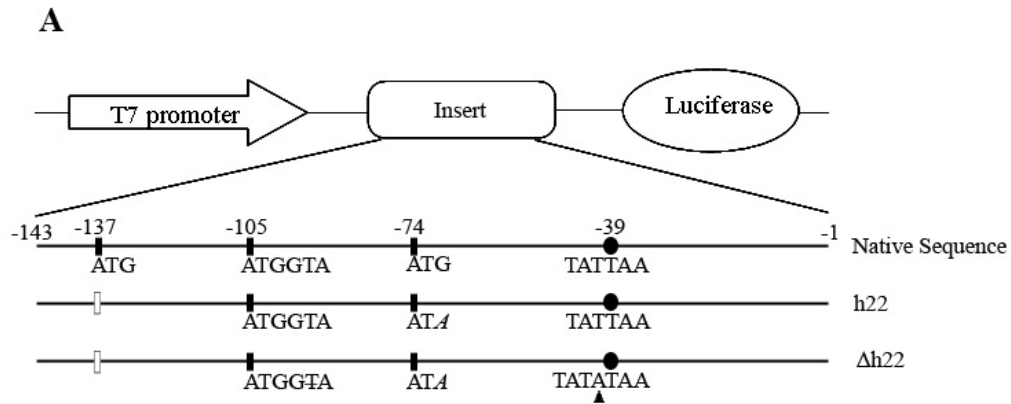 A
T7 promoter Insert Luciferase
-143 -137 -105 -74 -39 -1
Native Sequence
ATG ATGGTA ATG TATTAA
h22
ATGGTA ATA TATTAA
Δh22
ATGGTA ATA TATATAA